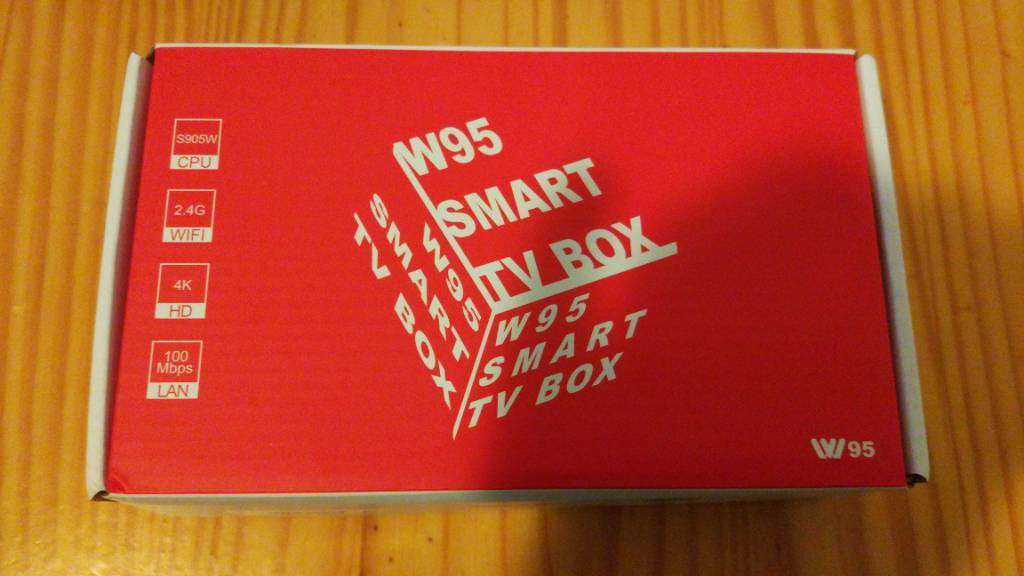 S905W
CPU
2.4G
WIFI
4K
HD
100
Mbps
LAN
W95
SMART
TV BOX
W95
SMART
TV BOX
W95
SMART
TV BOX
W95